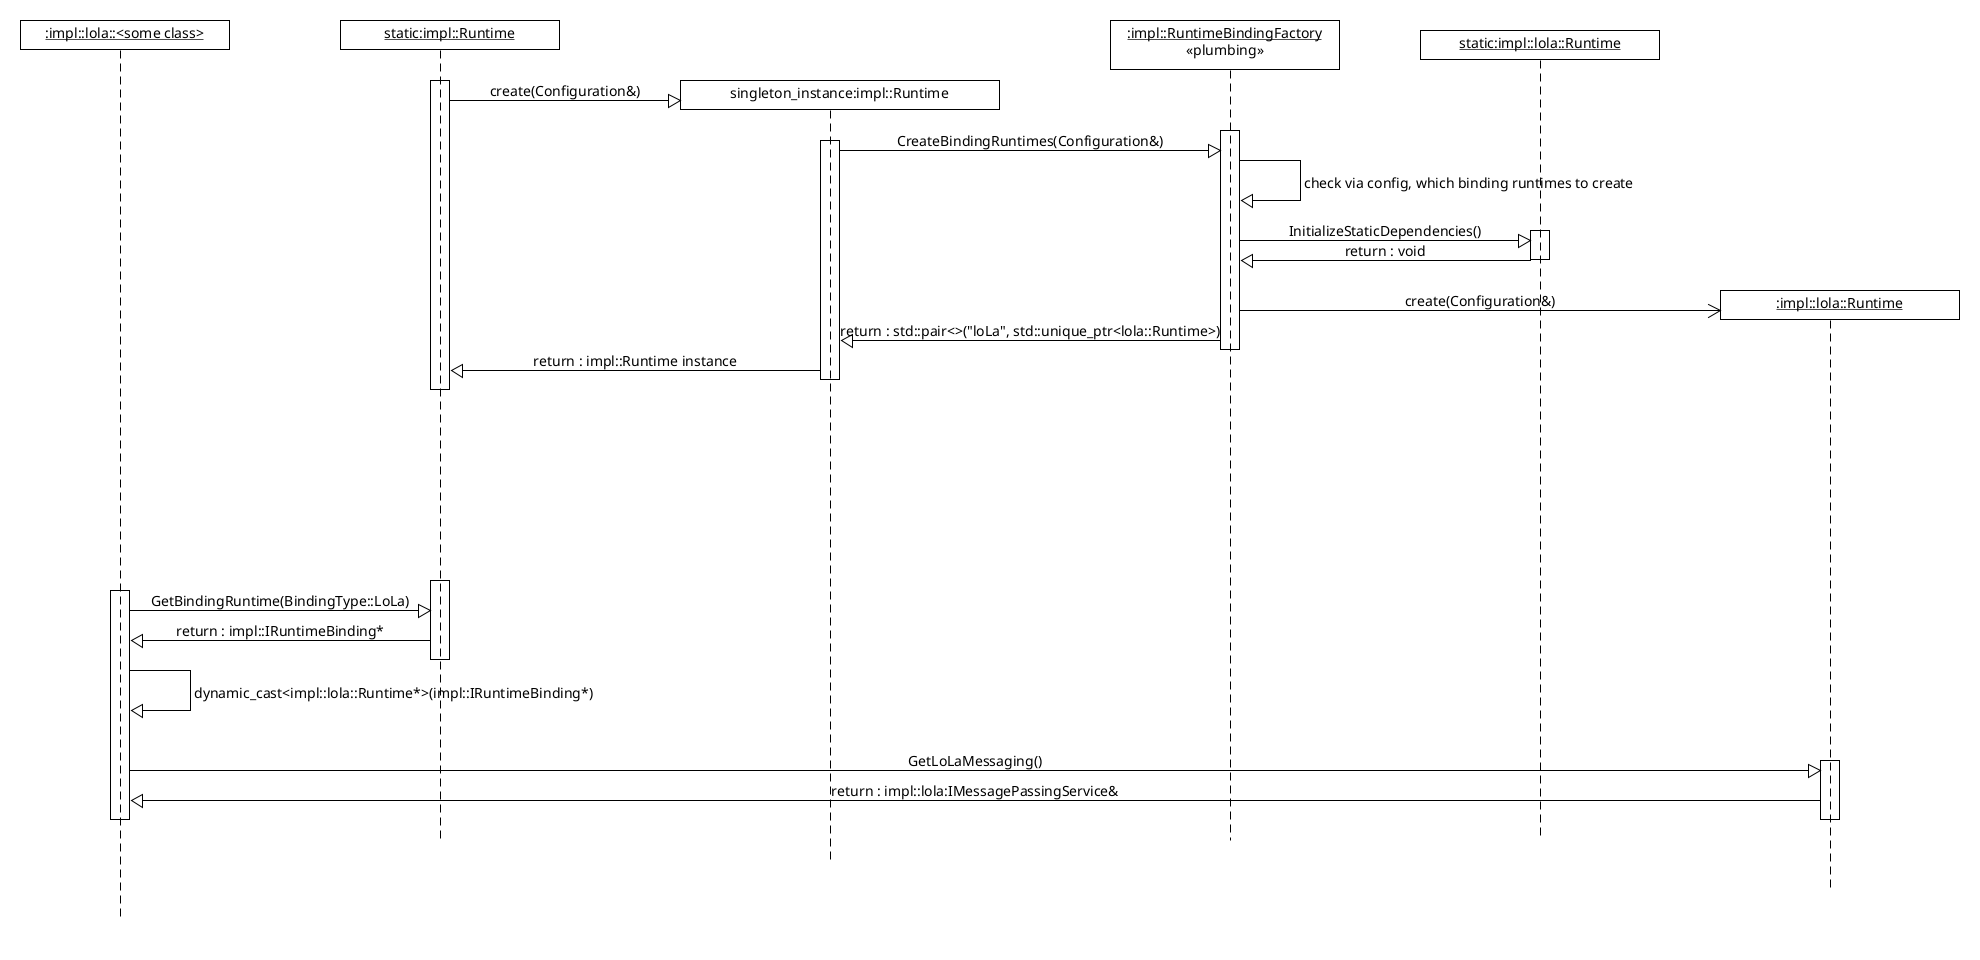 :impl::lola::<some class>
static:impl::Runtime
:impl::RuntimeBindingFactory
«plumbing»
static:impl::lola::Runtime
create(Configuration&)
singleton_instance:impl::Runtime
CreateBindingRuntimes(Configuration&)
check via config, which binding runtimes to create
InitializeStaticDependencies()
return : void
create(Configuration&)
:impl::lola::Runtime
return : std::pair<>("loLa", std::unique_ptr<lola::Runtime>)
return : impl::Runtime instance
GetBindingRuntime(BindingType::LoLa)
return : impl::IRuntimeBinding*
dynamic_cast<impl::lola::Runtime*>(impl::IRuntimeBinding*)
GetLoLaMessaging()
return : impl::lola:IMessagePassingService&